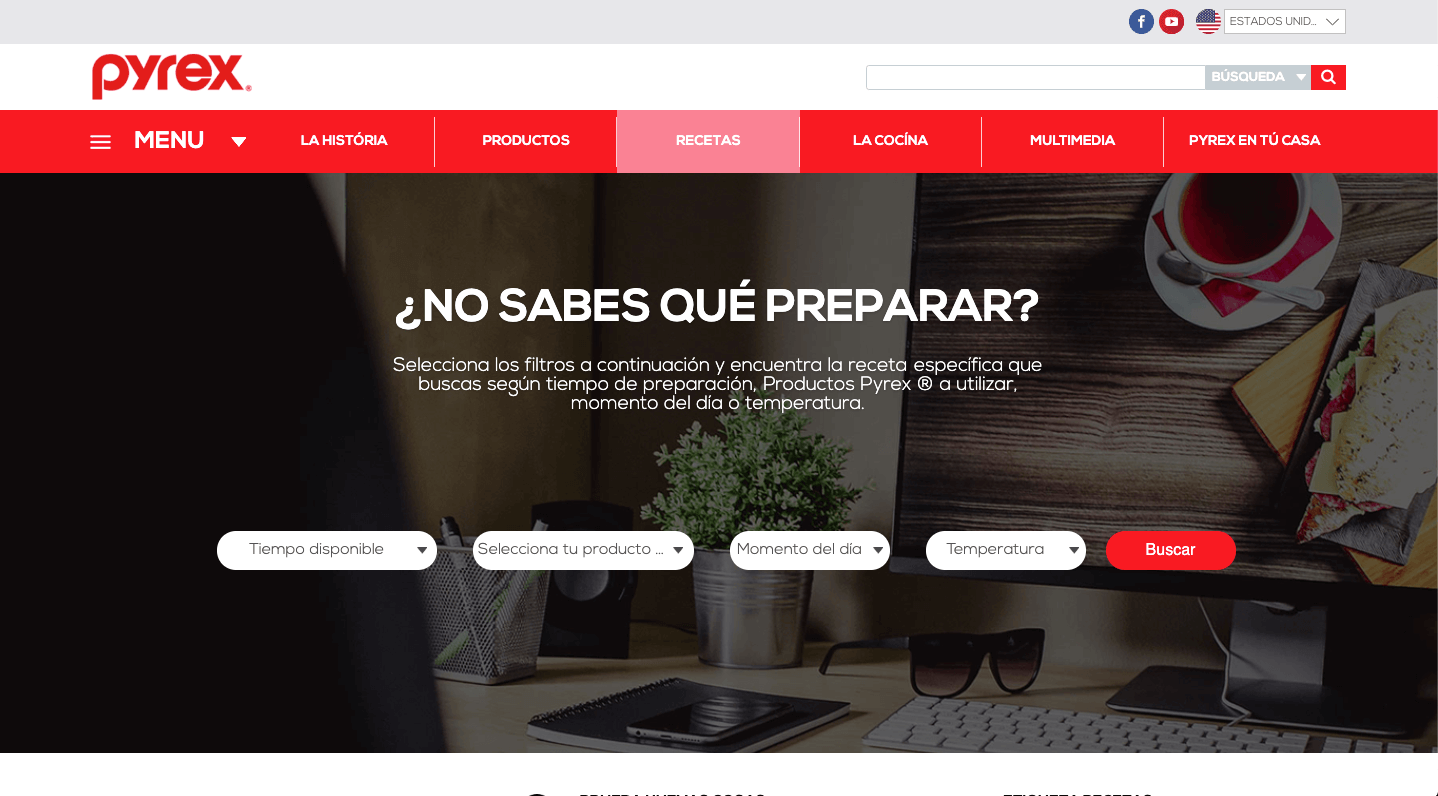 ESTADOS UNID...
pyrex®
BÚSQUEDA
MENU
LA HISTÓRIA
PRODUCTOS
RECETAS
LA COCÍNA
MULTIMEDIA
PYREX EN TÚ CASA
¿NO SABES QUÉ PREPARAR?
Selecciona los filtros a continuación y encuentra la receta específica que
buscas según tiempo de preparación, Productos Pyrex ® a utilizar,
momento del día o temperatura.
Tiempo disponible
Selecciona tu producto ...
Momento del día
Temperatura
Buscar